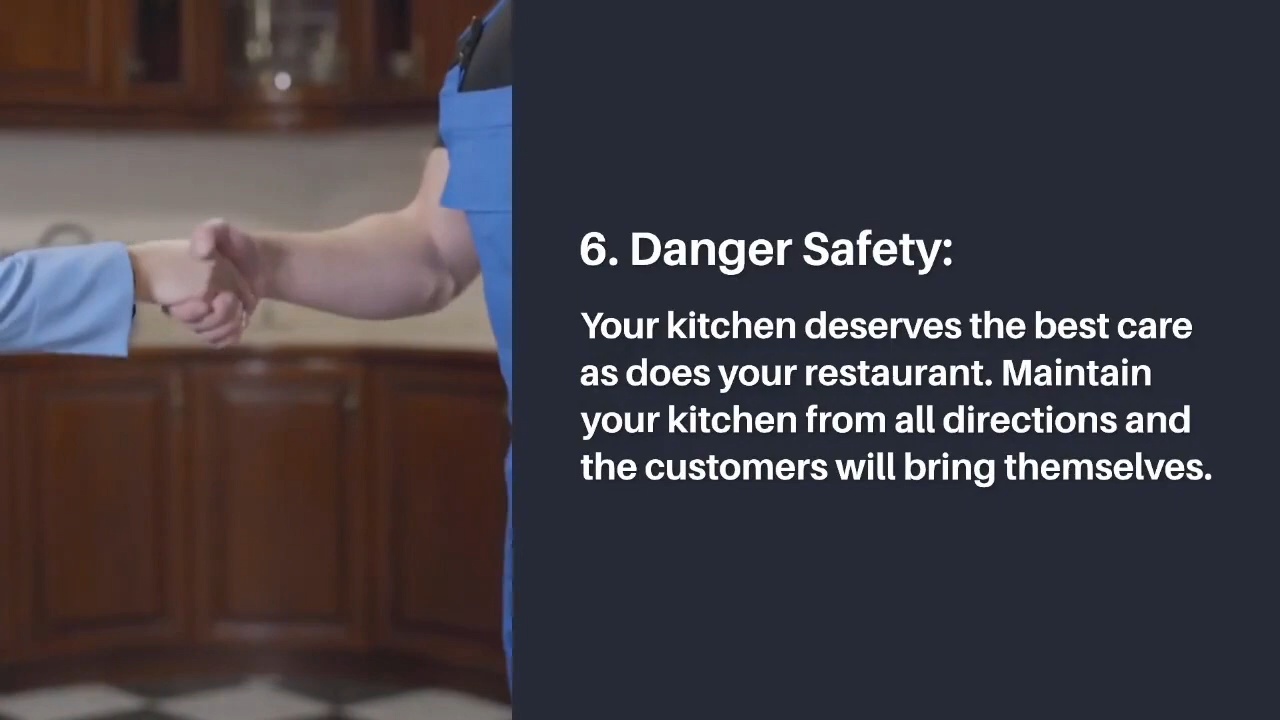 6. Danger Safety:
Your kitchen deserves the best care
as does your restaurant. Maintain
your kitchen from all directions and
the customers will bring themselves.